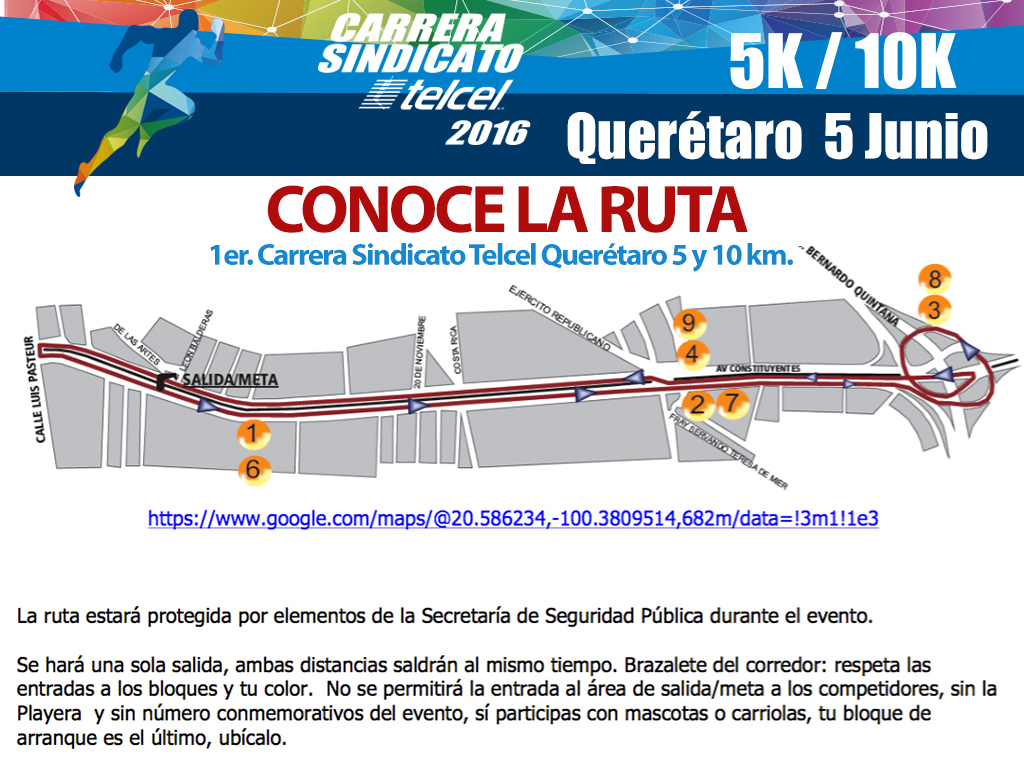 CARRERA
SINDICATO
telcel
2016
5K / 10K
Querétaro 5 Junio
CONOCE LA RUTA
1er. Carrera Sindicato Telcel Querétaro 5 y 10 km.
BERNARDO QUINTANA
8
3
EJERCITO REPUBLICANO
9
4
DE LAS ARTES
LEON BALDERAS
20 DE NOVIEMBRE
COSTA RICA
CALLE LUIS PASTEUR
SALIDA/META
AV CONSTITUYENTES
2
7
1
6
FRAY SERVANDO TERESA DE MIER
https://www.google.com/maps/@20.586234,-100.3809514,682m/data=!3m1!1e3
La ruta estará protegida por elementos de la Secretaría de Seguridad Pública durante el evento.
Se hará una sola salida, ambas distancias saldrán al mismo tiempo. Brazalete del corredor: respeta las
entradas a los bloques y tu color.  No se permitirá la entrada al área de salida/meta a los competidores, sin la
Playera  y sin número conmemorativos del evento, sí participas con mascotas o carriolas, tu bloque de
arranque es el último, ubícalo.